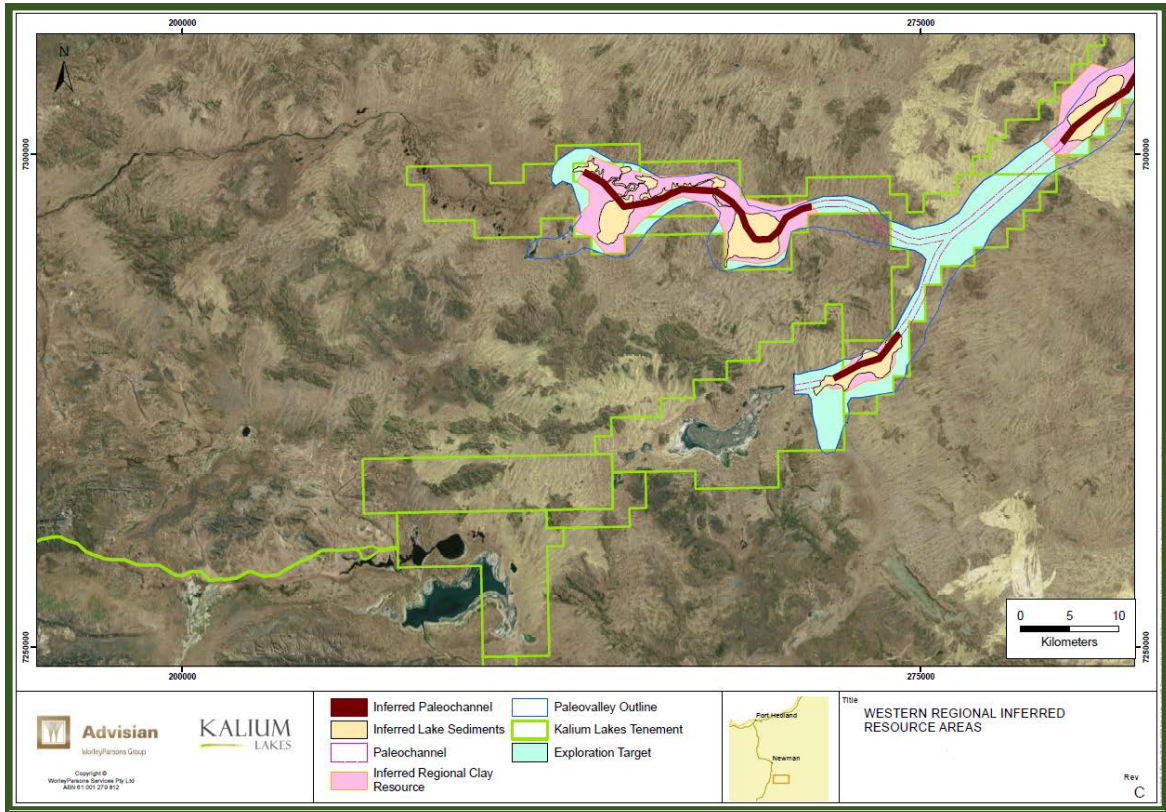 200000
275000
N
7300000
7300000
0 5 10
Kilometers
7250000
7250000
200000
275000
Advisian
WorleyParsons Group
Copyright ©
WorleyParsons Services Pty Ltd
ABN 61 001 279 812
KALIUM
LAKES
Inferred Paleochannel
Inferred Lake Sediments
Paleochannel
Inferred Regional Clay
Resource
Paleovalley Outline
Kalium Lakes Tenement
Exploration Target
Port Hedland
Newman
Title
WESTERN REGIONAL INFERRED
RESOURCE AREAS
Rev
C